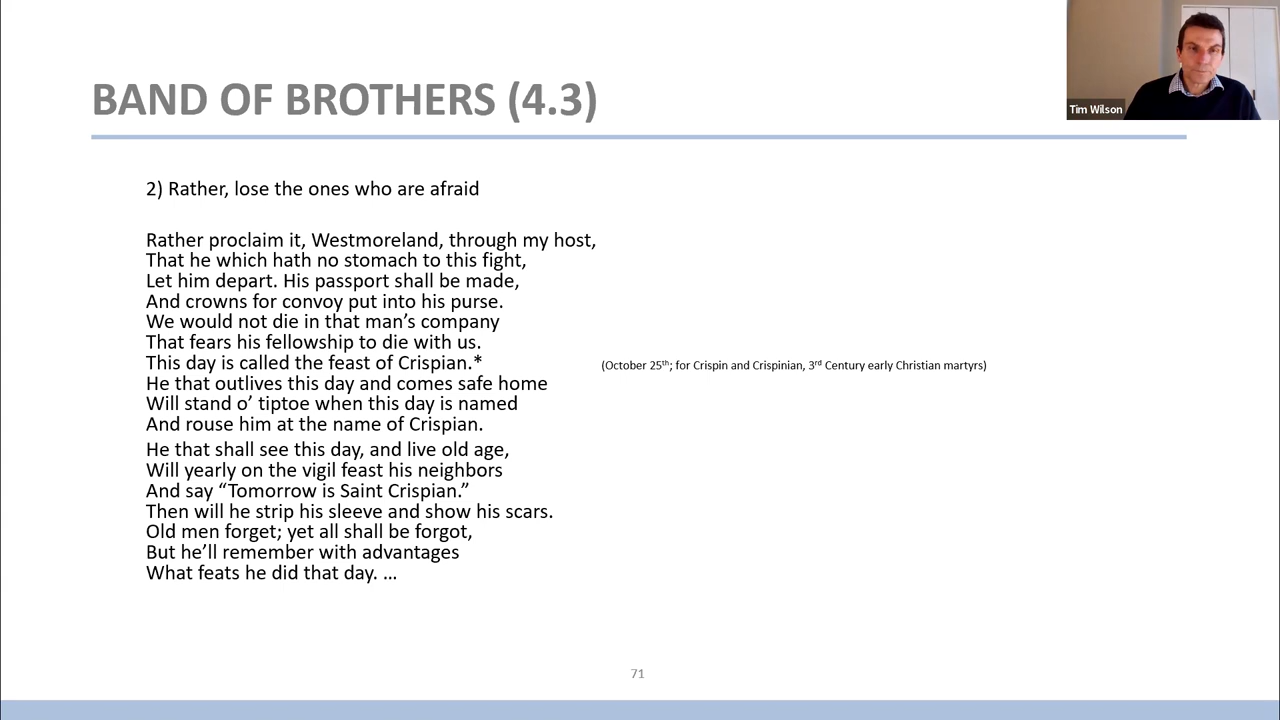 Tim Wilson
BAND OF BROTHERS (4.3)
2) Rather, lose the ones who are afraid
Rather proclaim it, Westmoreland, through my host,
That he which hath no stomach to this fight,
Let him depart. His passport shall be made,
And crowns for convoy put into his purse.
We would not die in that man’s company
That fears his fellowship to die with us.
This day is called the feast of Crispian.*
(October 25th; for Crispin and Crispinian, 3rd Century early Christian martyrs)
He that outlives this day and comes safe home
Will stand o’ tiptoe when this day is named
And rouse him at the name of Crispian.
He that shall see this day, and live old age,
Will yearly on the vigil feast his neighbors
And say “Tomorrow is Saint Crispian.”
Then will he strip his sleeve and show his scars.
Old men forget; yet all shall be forgot,
But he’ll remember with advantages
What feats he did that day. …
71